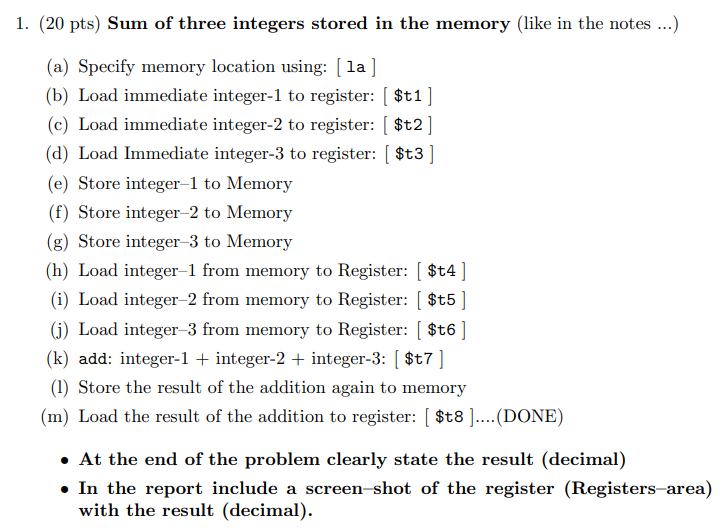 1. (20 pts) Sum of three integers stored in the memory (like in the notes ...)
(a) Specify memory location using: [ la ]
(b) Load immediate integer-1 to register: [ $t1 ]
(c) Load immediate integer-2 to register: [ $t2 ]
(d) Load Immediate integer-3 to register: [ $t3 ]
(e) Store integer–1 to Memory
(f) Store integer–2 to Memory
(g) Store integer–3 to Memory
(h) Load integer–1 from memory to Register: [ $t4 ]
(i) Load integer–2 from memory to Register: [ $t5 ]
(j) Load integer–3 from memory to Register: [ $t6 ]
(k) add: integer-1 + integer-2 + integer-3: [ $t7 ]
(l) Store the result of the addition again to memory
(m) Load the result of the addition to register: [ $t8 ]....(DONE)
• At the end of the problem clearly state the result (decimal)
• In the report include a screen–shot of the register (Registers–area)
with the result (decimal).